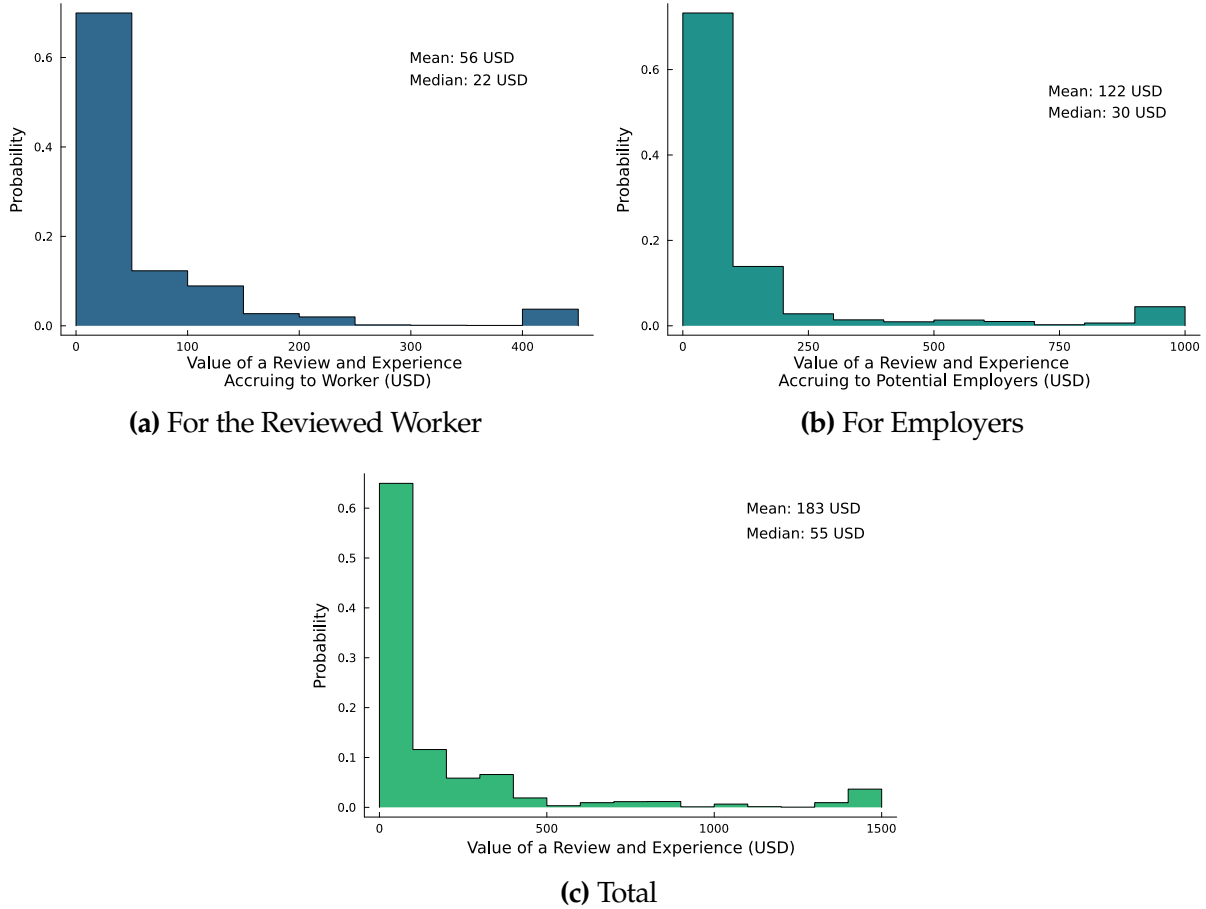 Probability
0.6
0.4
0.2
0.0
Mean: 56 USD
Median: 22 USD
0 100 200 300 400
Value of a Review and Experience
Accruing to Worker (USD)
(a) For the Reviewed Worker
Probability
0.6
0.4
0.2
0.0
Mean: 122 USD
Median: 30 USD
0 250 500 750 1000
Value of a Review and Experience
Accruing to Potential Employers (USD)
(b) For Employers
Probability
0.6
0.5
0.4
0.3
0.2
0.1
0.0
Mean: 183 USD
Median: 55 USD
0 500 1000 1500
Value of a Review and Experience (USD)
(c) Total